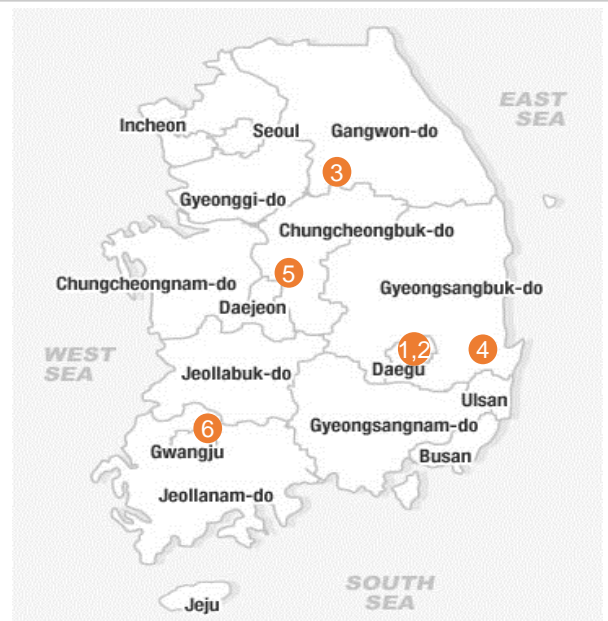 EAST
SEA
Incheon
Seoul
Gangwon-do
3
Gyeonggi-do
Chungcheongbuk-do
5
Chungcheongnam-do
Gyeongsangbuk-do
Daejeon
WEST
SEA
1,2
4
Daegu
Jeollabuk-do
Ulsan
6
Gyeongsangnam-do
Gwangju
Busan
Jeollanam-do
SOUTH
SEA
Jeju